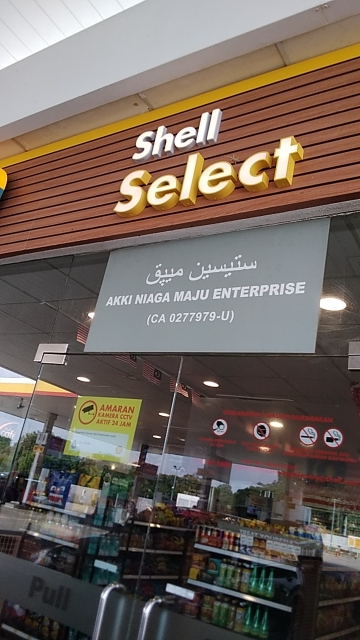 Shell
Select
ستيسين ميڤق
AKKI NIAGA MAJU ENTERPRISE
(CA 0277979-U)
AMARAN
KAMERA CCTV
AKTIF 24 JAM
Pull